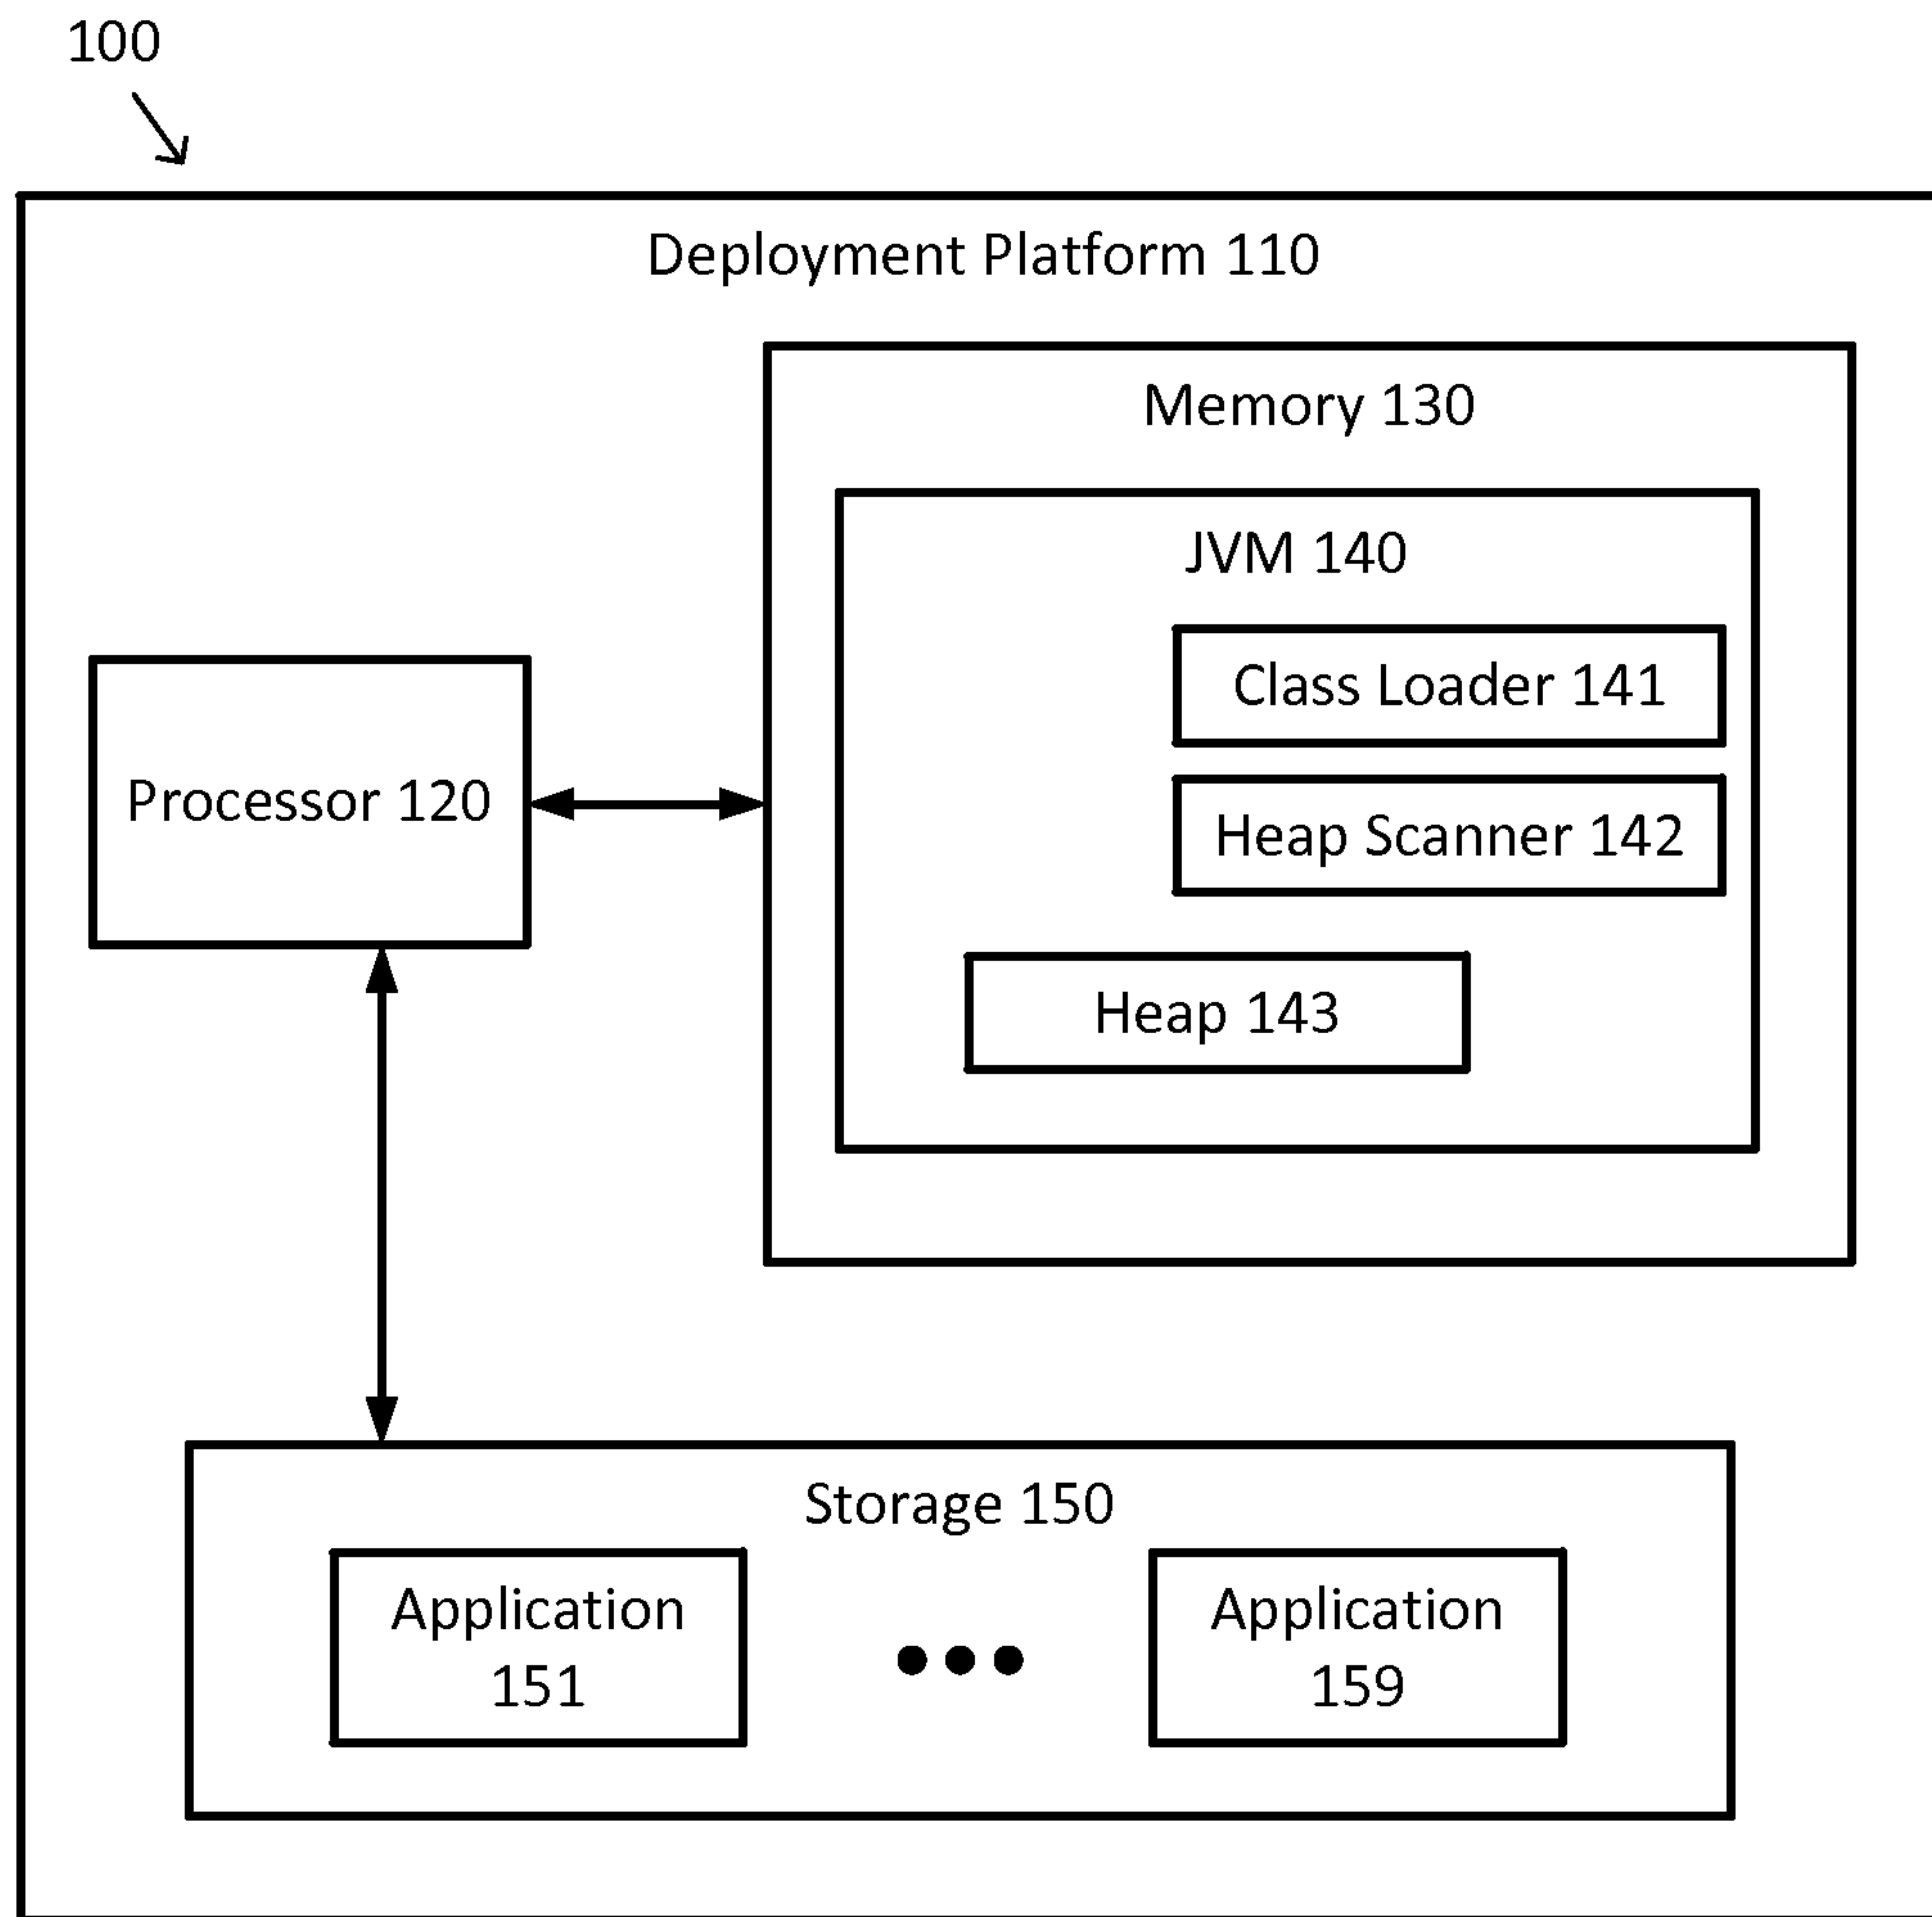 100
Deployment Platform 110
Memory 130
JVM 140
Class Loader 141
Processor 120
Heap Scanner 142
Heap 143
Storage 150
Application
151
Application
159